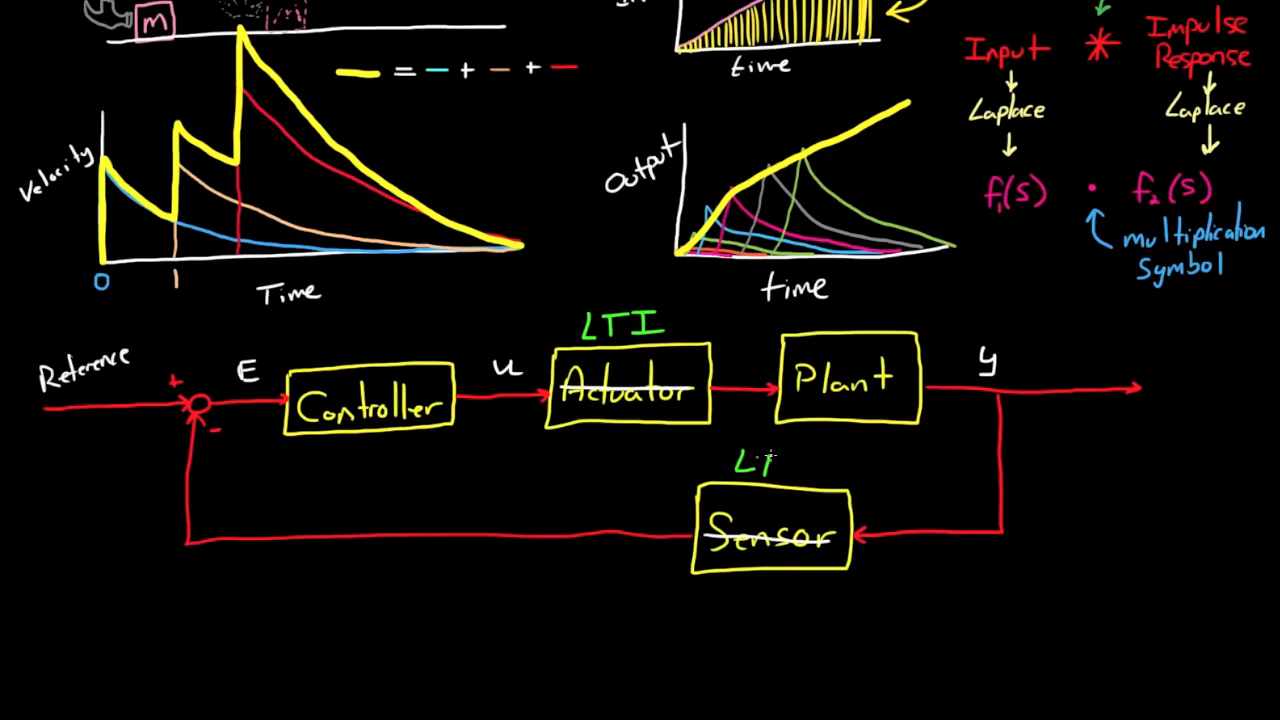 m
time
= - + - + -
Input * Impulse Response
Laplace
Laplace
f₁(s) · f₂(s)
multiplication
Symbol
Velocity
0
1
Time
Output
time
LTI
Reference
+
-
E
Controller
u
Actuator
Plant
y
LT
Sensor